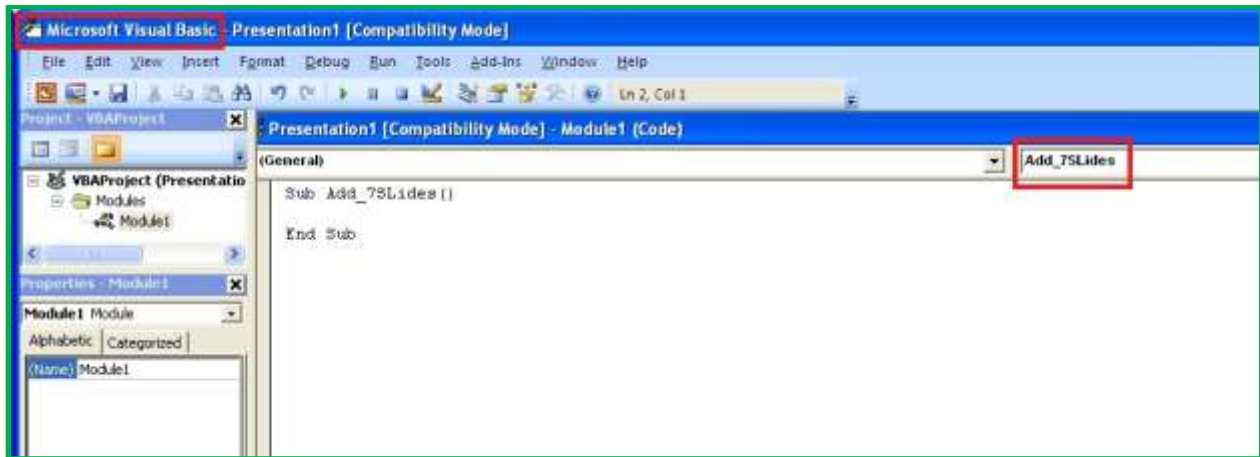 Microsoft Visual Basic - Presentation1 [Compatibility Mode]
File Edit View Insert Format Debug Run Tools Add-Ins Window Help
Ln 2, Col 1
Project - VBAProject
Presentation1 [Compatibility Mode] - Module1 (Code)
(General)
Add_7SLides
VBAProject (Presentatio
Modules
Module1
Sub Add_7SLides()
End Sub
Properties - Module1
Module1 Module
Alphabetic Categorized
(Name) Module1